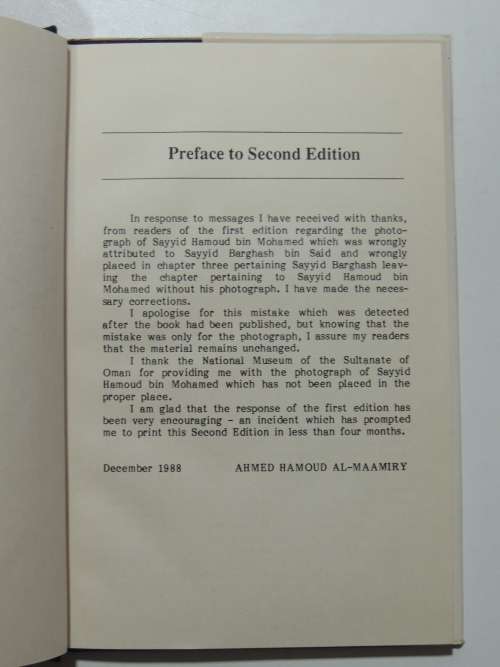 Preface to Second Edition
In response to messages I have received with thanks,
from readers of the first edition regarding the photo-
graph of Sayyid Hamoud bin Mohamed which was wrongly
attributed to Sayyid Barghash bin Said and wrongly
placed in chapter three pertaining Sayyid Barghash leav-
ing the chapter pertaining to Sayyid Hamoud bin
Mohamed without his photograph. I have made the neces-
sary corrections.
I apologise for this mistake which was detected
after the book had been published, but knowing that the
mistake was only for the photograph, I assure my readers
that the material remains unchanged.
I thank the National Museum of the Sultanate of
Oman for providing me with the photograph of Sayyid
Hamoud bin Mohamed which has not been placed in the
proper place.
I am glad that the response of the first edition has
been very encouraging - an incident which has prompted
me to print this Second Edition in less than four months.
December 1988 AHMED HAMOUD AL-MAAMIRY